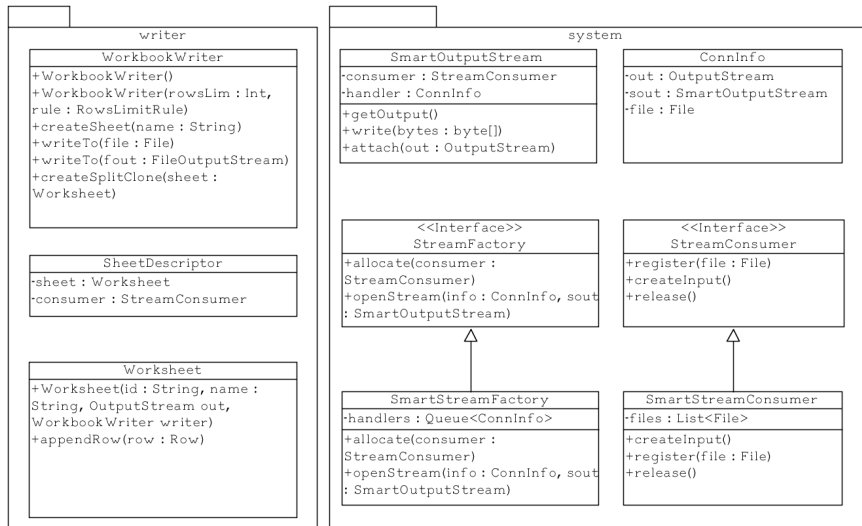 writer
WorkbookWriter
+WorkbookWriter()
+WorkbookWriter(rowsLim : Int,
rule : RowsLimitRule)
+createSheet(name : String)
+writeTo(file : File)
+writeTo(fout : FileOutputStream)
+createSplitClone(sheet :
Worksheet)
SheetDescriptor
-sheet : Worksheet
-consumer : StreamConsumer
Worksheet
+Worksheet(id : String, name :
String, OutputStream out,
WorkbookWriter writer)
+appendRow(row : Row)
system
SmartOutputStream
-consumer : StreamConsumer
-handler : ConnInfo
+getOutput()
+write(bytes : byte[])
+attach(out : OutputStream)
ConnInfo
-out : OutputStream
-sout : SmartOutputStream
-file : File
<<Interface>>
StreamFactory
+allocate(consumer :
StreamConsumer)
+openStream(info : ConnInfo, sout
: SmartOutputStream)
<<Interface>>
StreamConsumer
+register(file : File)
+createInput()
+release()
SmartStreamFactory
-handlers : Queue<ConnInfo>
+allocate(consumer :
StreamConsumer)
+openStream(info : ConnInfo, sout
: SmartOutputStream)
SmartStreamConsumer
-files : List<File>
+createInput()
+register(file : File)
+release()